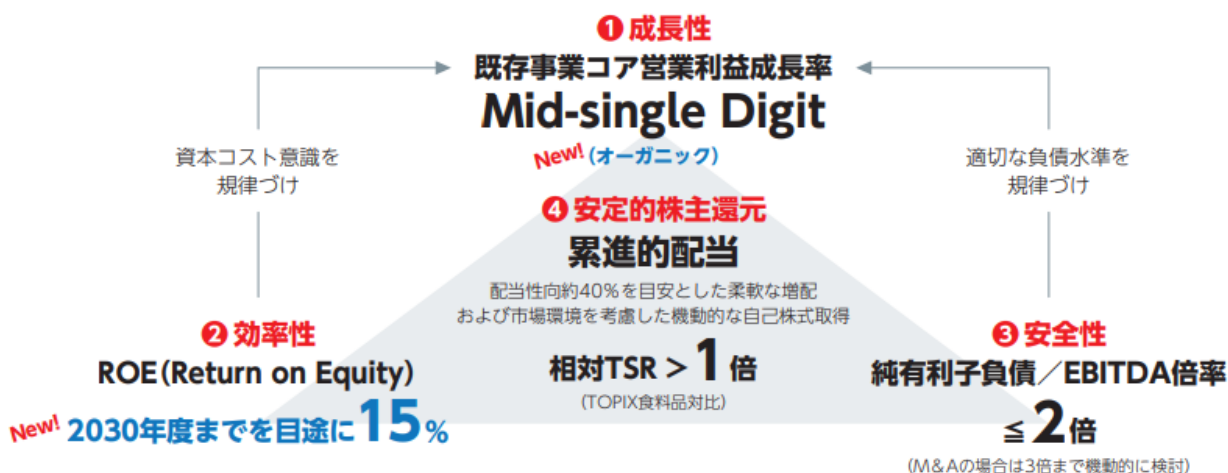 ❶ 成長性
既存事業コア営業利益成長率
Mid-single Digit
New! (オーガニック)
資本コスト意識を
規律づけ
適切な負債水準を
規律づけ
❹ 安定的株主還元
累進的配当
配当性向約40%を目安とした柔軟な増配
および市場環境を考慮した機動的な自己株式取得
相対TSR > 1 倍
(TOPIX食料品対比)
❷ 効率性
ROE(Return on Equity)
New! 2030年度までを目途に15%
❸ 安全性
純有利子負債/EBITDA倍率
≦ 2倍
(M&Aの場合は3倍まで機動的に検討)